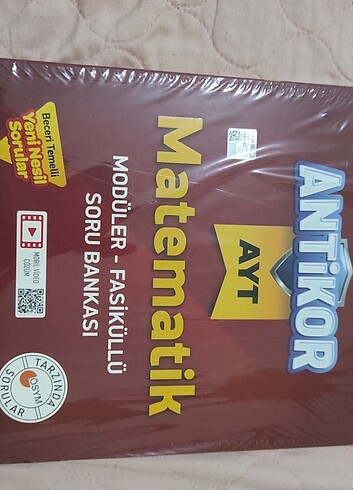 ANTİKOR
AYT
Matematik
MODÜLER - FASİKÜLLÜ
SORU BANKASI
Beceri Temelli
Yeni Nesil
Sorular
MOBİL VİDEO
ÇÖZÜM
ÖSYM
TARZINDA
SORULAR